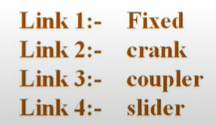 Link 1:- Fixed
Link 2:- crank
Link 3:- coupler
Link 4:- slider